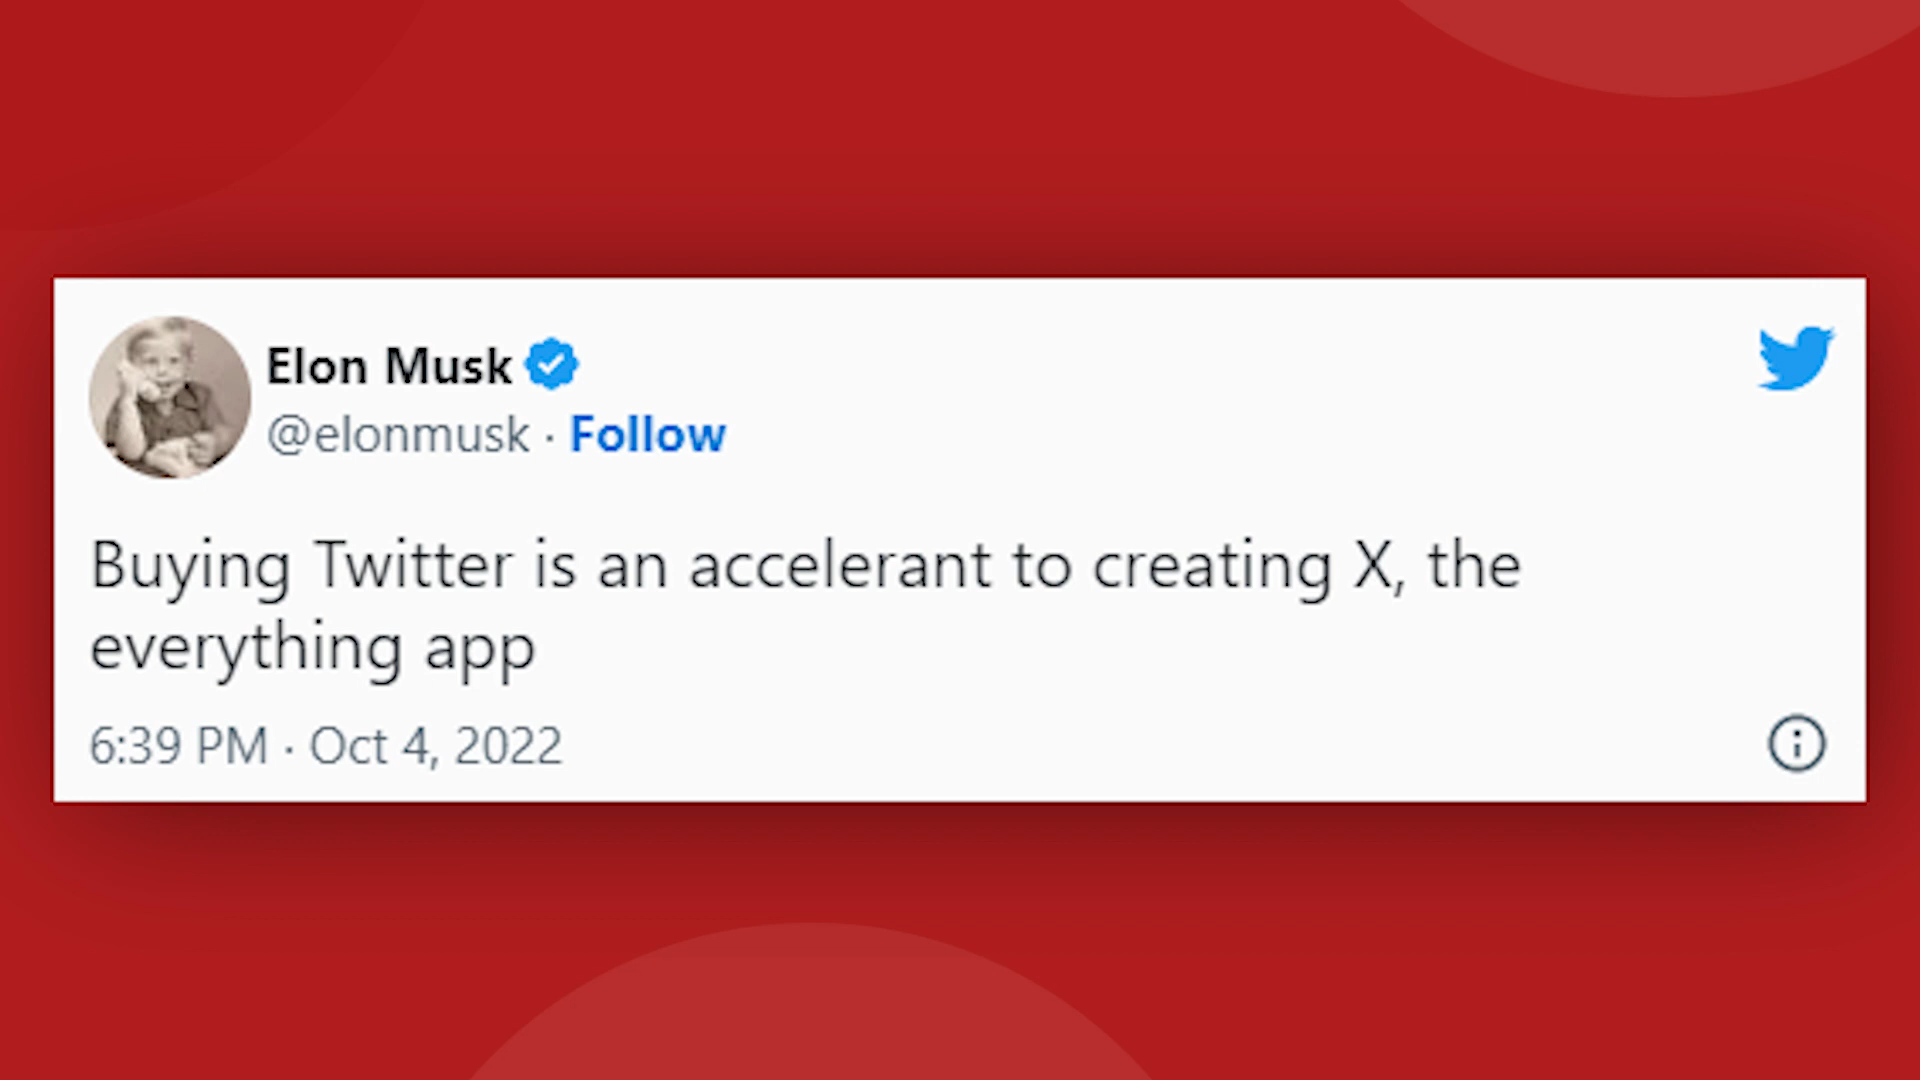 Elon Musk
@elonmusk · Follow
Buying Twitter is an accelerant to creating X, the
everything app
6:39 PM · Oct 4, 2022